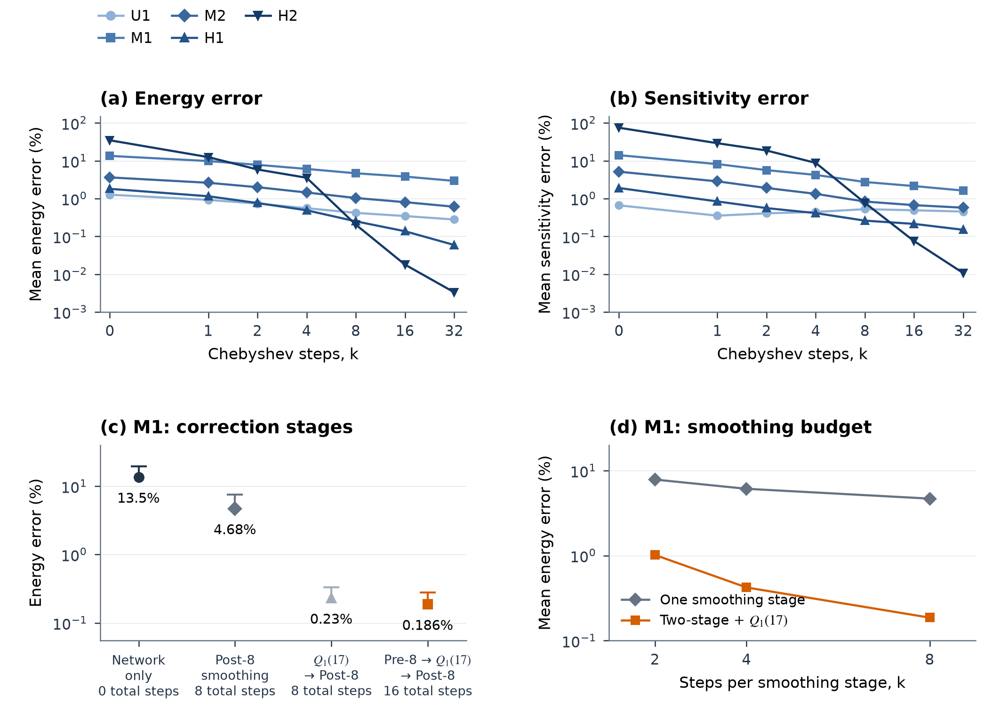 U1 M2 H2
M1 H1
(a) Energy error
Mean energy error (%)
10²
10¹
10⁰
10⁻¹
10⁻²
10⁻³
0 1 2 4 8 16 32
Chebyshev steps, k
(b) Sensitivity error
Mean sensitivity error (%)
10²
10¹
10⁰
10⁻¹
10⁻²
10⁻³
0 1 2 4 8 16 32
Chebyshev steps, k
(c) M1: correction stages
Energy error (%)
10¹
10⁰
10⁻¹
13.5%
4.68%
0.23%
0.186%
Network
only
0 total steps
Post-8
smoothing
8 total steps
Q₁(17)
→ Post-8
8 total steps
Pre-8 → Q₁(17)
→ Post-8
16 total steps
(d) M1: smoothing budget
Mean energy error (%)
10¹
10⁰
10⁻¹
One smoothing stage
Two-stage + Q₁(17)
2 4 8
Steps per smoothing stage, k